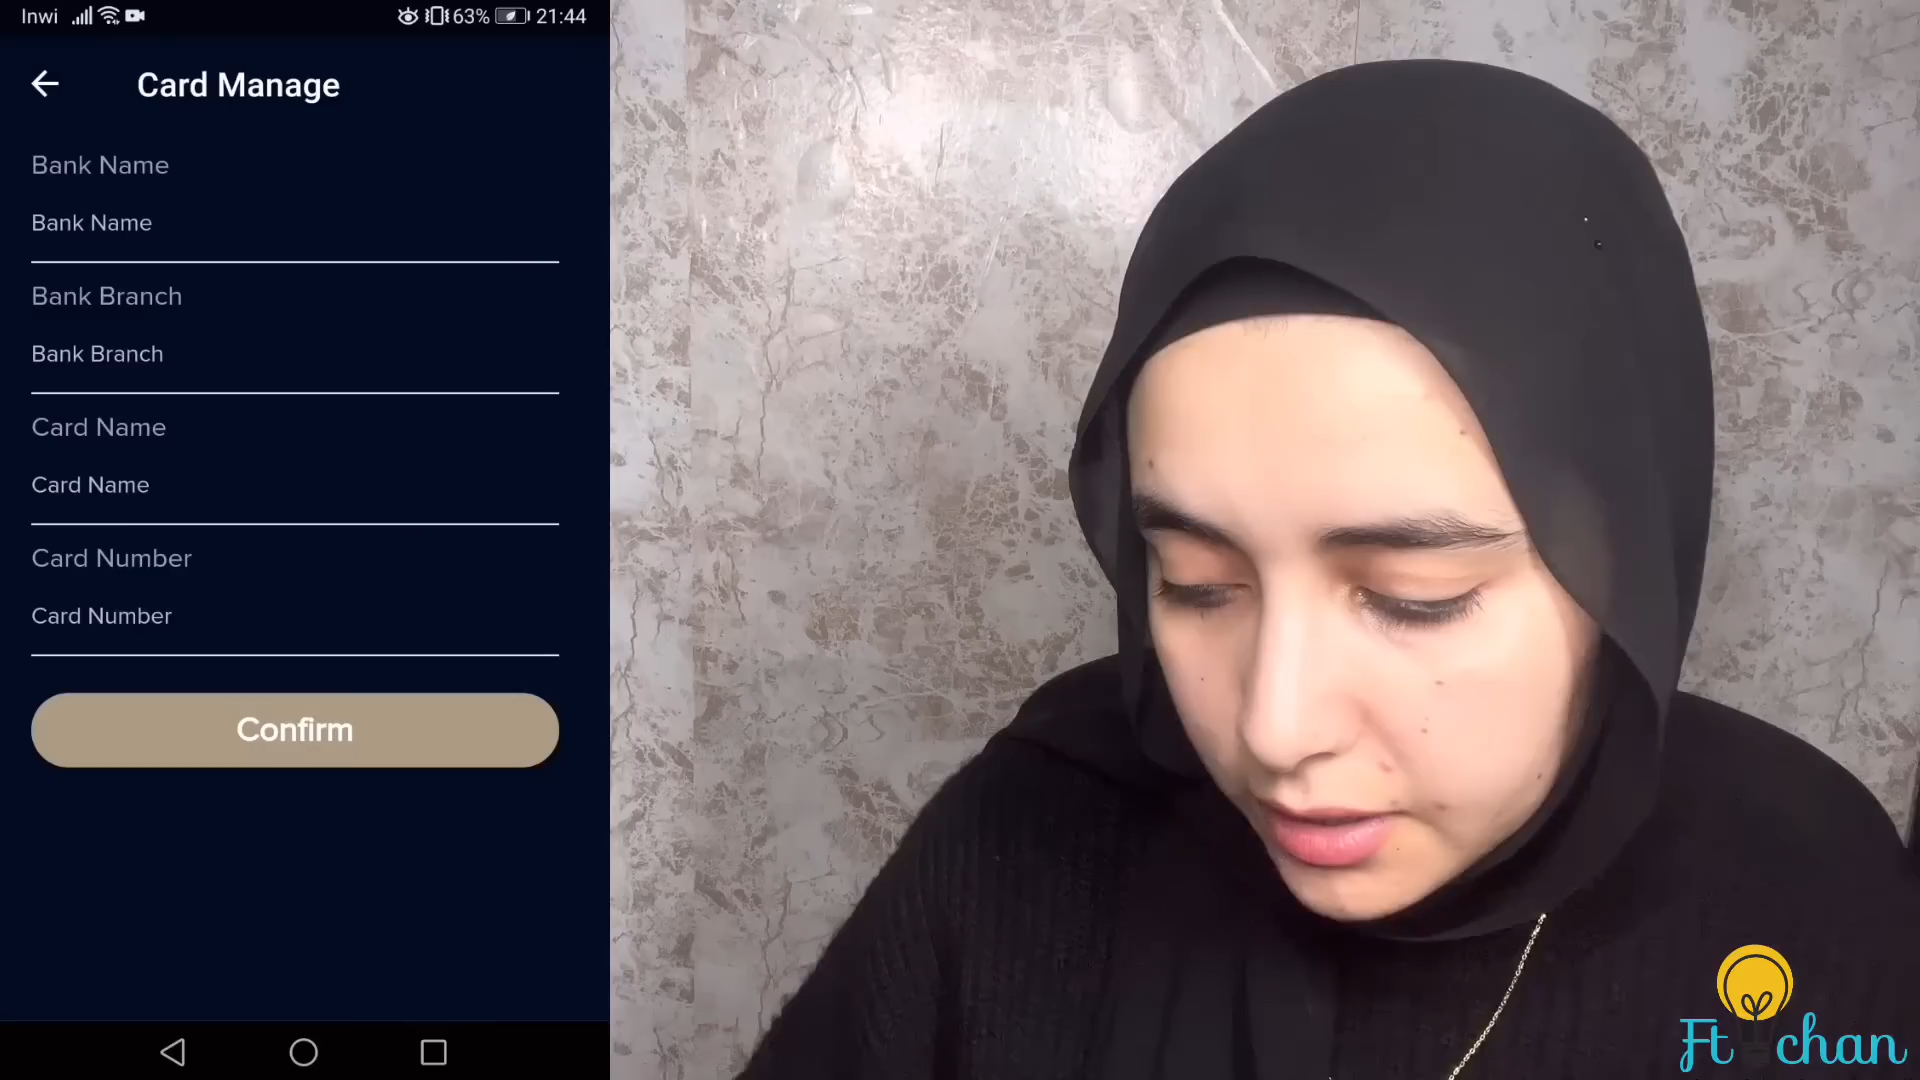 Inwi 63% 21:44
Card Manage
Bank Name
Bank Name
Bank Branch
Bank Branch
Card Name
Card Name
Card Number
Card Number
Confirm
Ft chan